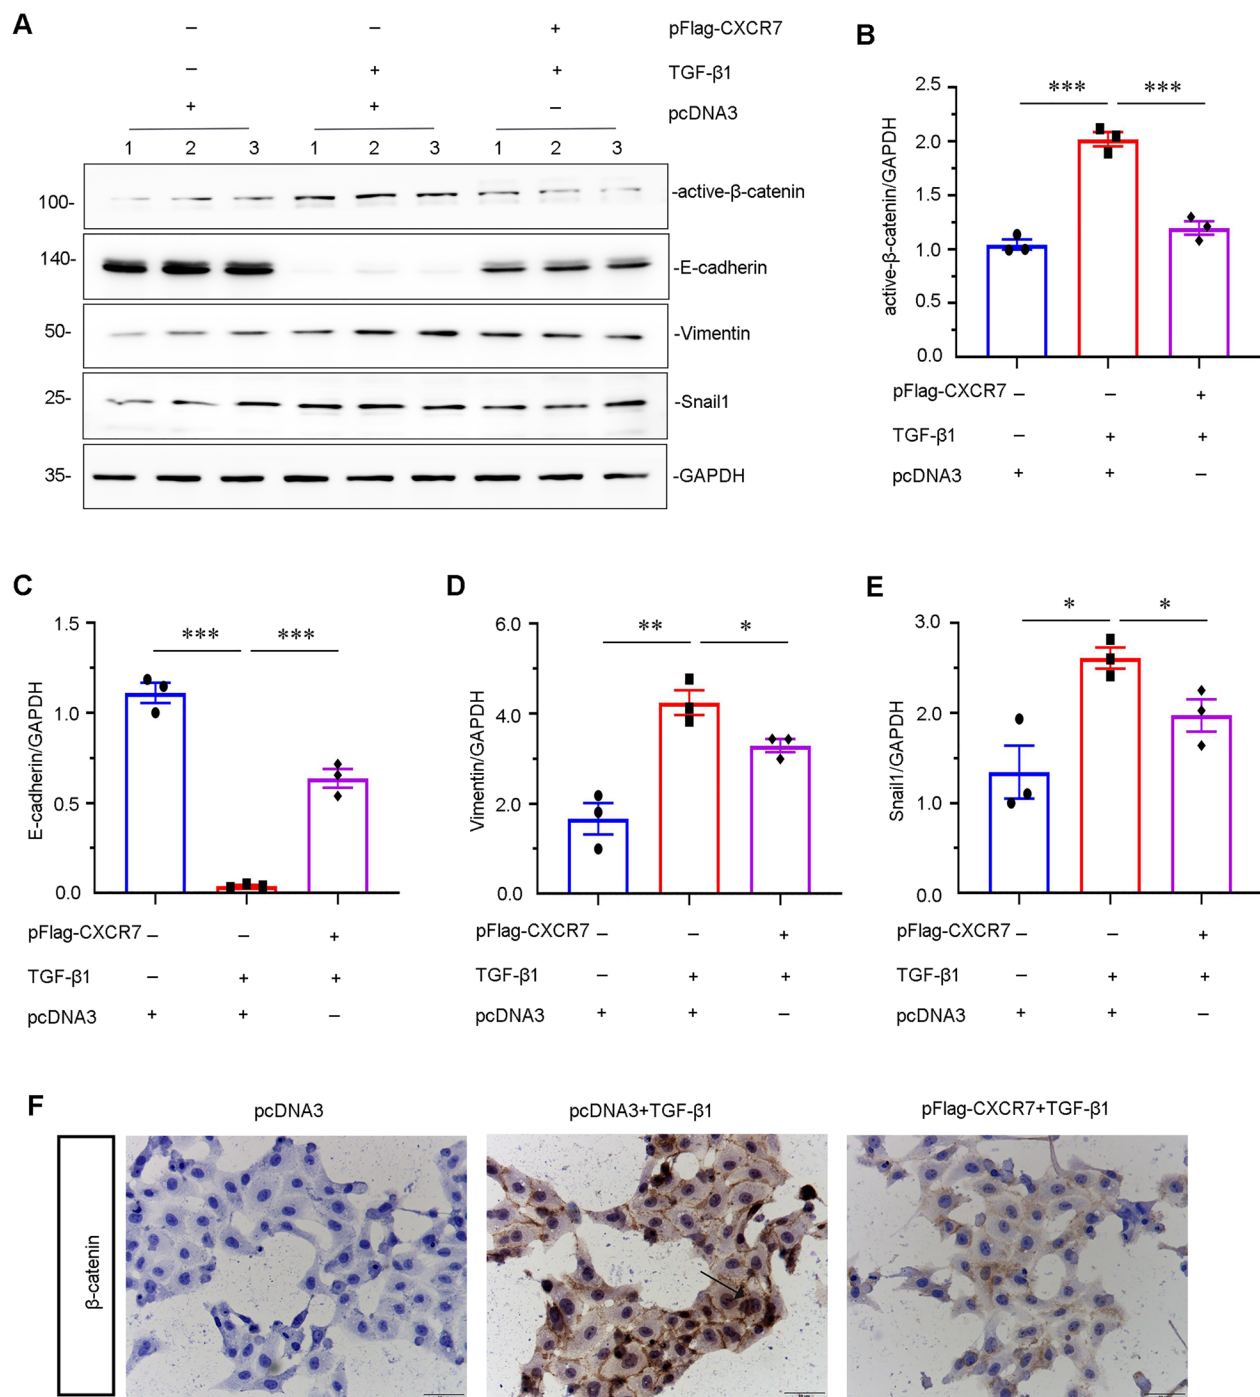 A
– – + pFlag-CXCR7
– + + TGF-β1
+ + – pcDNA3
1 2 3 1 2 3 1 2 3
100- -active-β-catenin
140- -E-cadherin
50- -Vimentin
25- -Snail1
35- -GAPDH
B
2.5
2.0
1.5
1.0
0.5
0.0
active-β-catenin/GAPDH
*** ***
pFlag-CXCR7 – – +
TGF-β1 – + +
pcDNA3 + + –
C
1.5
1.0
0.5
0.0
E-cadherin/GAPDH
*** ***
pFlag-CXCR7 – – +
TGF-β1 – + +
pcDNA3 + + –
D
6.0
4.0
2.0
0.0
Vimentin/GAPDH
** *
pFlag-CXCR7 – – +
TGF-β1 – + +
pcDNA3 + + –
E
3.0
2.0
1.0
0.0
Snail1/GAPDH
* *
pFlag-CXCR7 – – +
TGF-β1 – + +
pcDNA3 + + –
F
pcDNA3 pcDNA3+TGF-β1 pFlag-CXCR7+TGF-β1
β-catenin